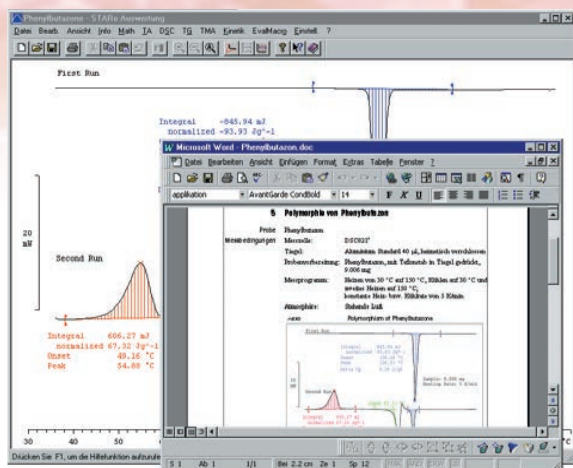 Phenylbutazone - STARe Auswertung
Datei Bearb. Ansicht Info Math TA DSC TG TMA Kinetik EvalMacro Einstell. ?
First Run
Integral -845.94 mJ
normalized -93.93 Jg^-1
20
mW
Second Run
Integral 606.27 mJ
normalized 67.32 Jg^-1
Onset 49.16 °C
Peak 54.88 °C
30 40 50
°C
Drücken Sie F1, um die Hilfefunktion aufzurufe
Microsoft Word - Phenylbutazon.doc
Datei Bearbeiten Ansicht Einfügen Format Extras Tabelle Fenster ?
applikation AvantGarde CondBold 14 F K U
5 Polymorphie von Phenylbutazon
Probe Phenylbutazon
Messbedingungen Messzelle: DSC821e
Tiegel: Aluminium Standard 40 µl, hermetisch verschlossen
Probenvorbereitung: Phenylbutazon, mit Teflonstab in Tiegel gedrückt,
9.006 mg
Messprogramm: Heizen von 30 °C auf 150 °C, Kühlen auf 30 °C und
zweites Heizen auf 150 °C,
konstante Heiz- bzw. Kühlrate von 5 K/min
Atmosphäre: Stehende Luft
Polymorphism of Phenylbutazone
First Run
Second Run
S 1 Ab 1 1/1 Bei 2.2 cm Ze 1 Sp 12